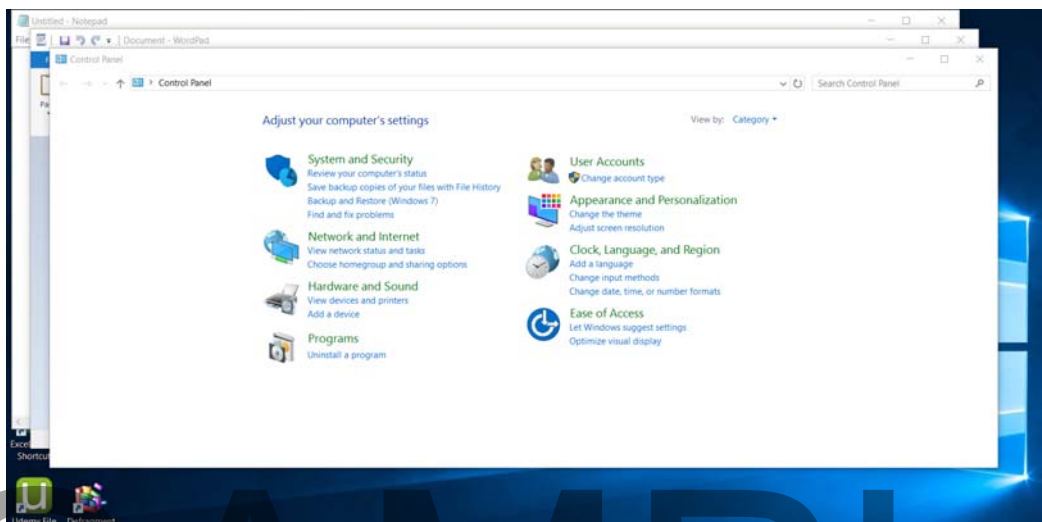 Untitled - Notepad
File
Document - WordPad
Control Panel
Control Panel
Search Control Panel
Adjust your computer's settings
View by: Category
System and Security
Review your computer's status
Save backup copies of your files with File History
Backup and Restore (Windows 7)
Find and fix problems
Network and Internet
View network status and tasks
Choose homegroup and sharing options
Hardware and Sound
View devices and printers
Add a device
Programs
Uninstall a program
User Accounts
Change account type
Appearance and Personalization
Change the theme
Adjust screen resolution
Clock, Language, and Region
Add a language
Change input methods
Change date, time, or number formats
Ease of Access
Let Windows suggest settings
Optimize visual display
Udemy File
Defragment